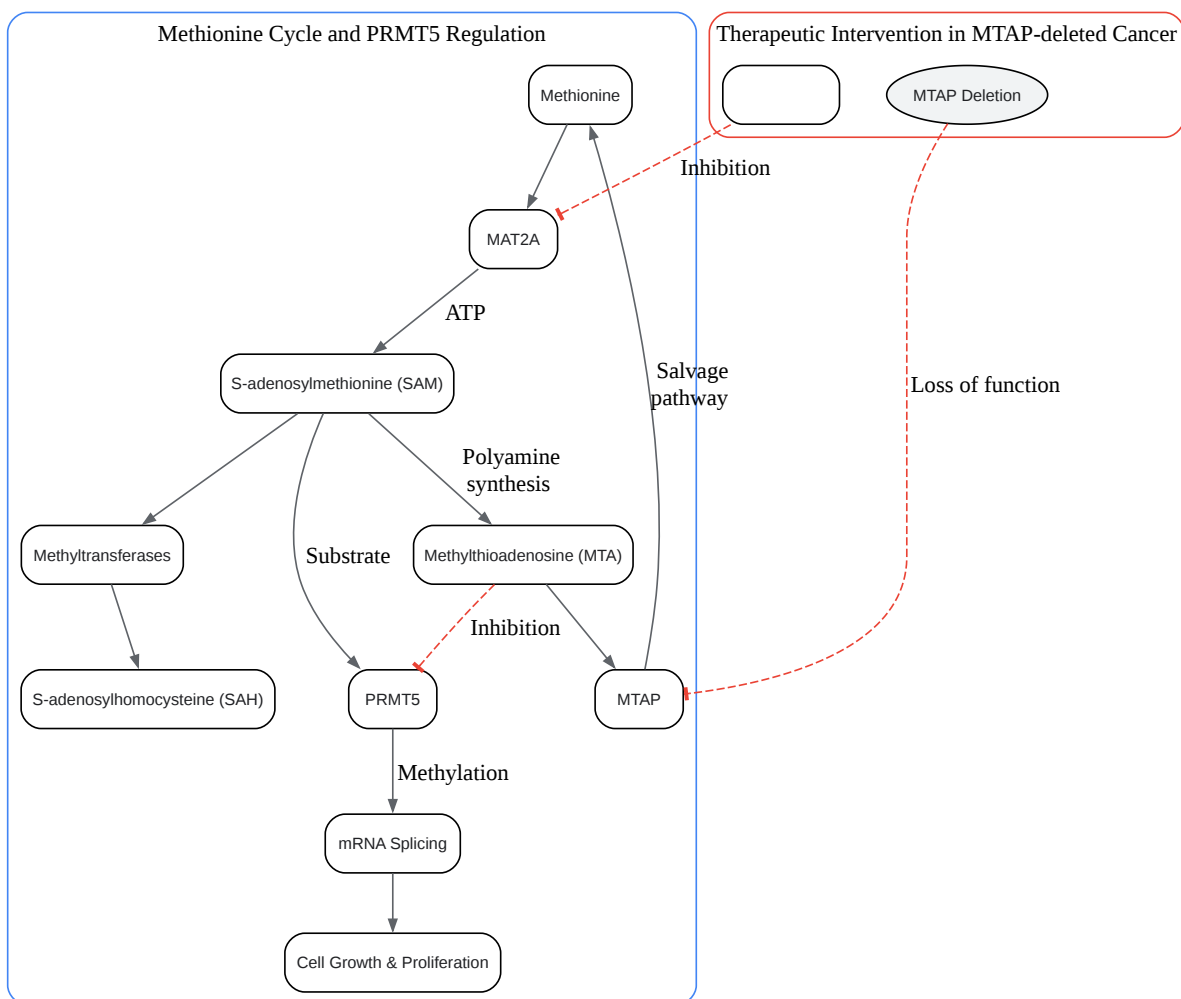 Methionine Cycle and PRMT5 Regulation
Therapeutic Intervention in MTAP-deleted Cancer
Methionine
MTAP Deletion
Inhibition
MAT2A
ATP
S-adenosylmethionine (SAM)
Salvage
pathway
Loss of function
Polyamine
synthesis
Methyltransferases
Substrate
Methylthioadenosine (MTA)
Inhibition
S-adenosylhomocysteine (SAH)
PRMT5
MTAP
Methylation
mRNA Splicing
Cell Growth & Proliferation